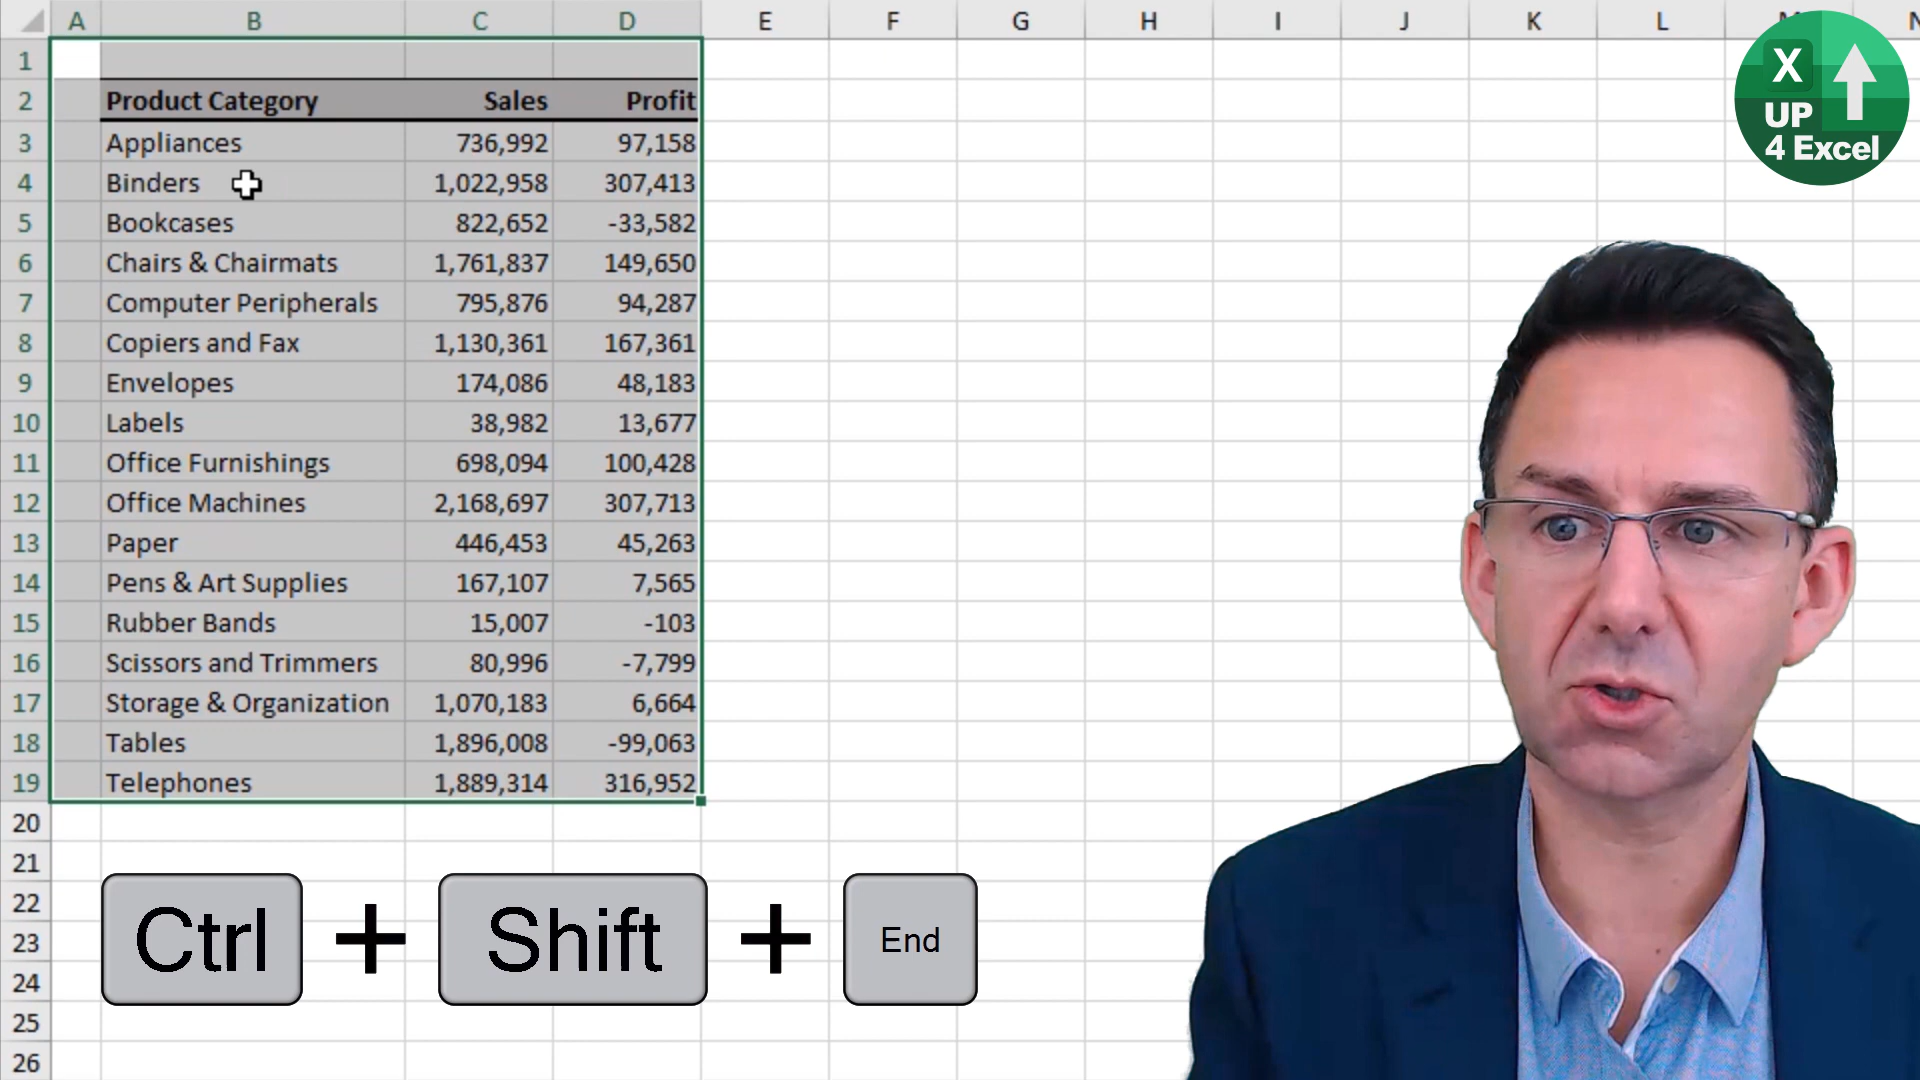 A B C D E F G H I J K L M N
1
2 Product Category Sales Profit
3 Appliances 736,992 97,158
4 Binders 1,022,958 307,413
5 Bookcases 822,652 -33,582
6 Chairs & Chairmats 1,761,837 149,650
7 Computer Peripherals 795,876 94,287
8 Copiers and Fax 1,130,361 167,361
9 Envelopes 174,086 48,183
10 Labels 38,982 13,677
11 Office Furnishings 698,094 100,428
12 Office Machines 2,168,697 307,713
13 Paper 446,453 45,263
14 Pens & Art Supplies 167,107 7,565
15 Rubber Bands 15,007 -103
16 Scissors and Trimmers 80,996 -7,799
17 Storage & Organization 1,070,183 6,664
18 Tables 1,896,008 -99,063
19 Telephones 1,889,314 316,952
20
21
22
23
24
25
26
Ctrl + Shift + End
X
UP
4 Excel